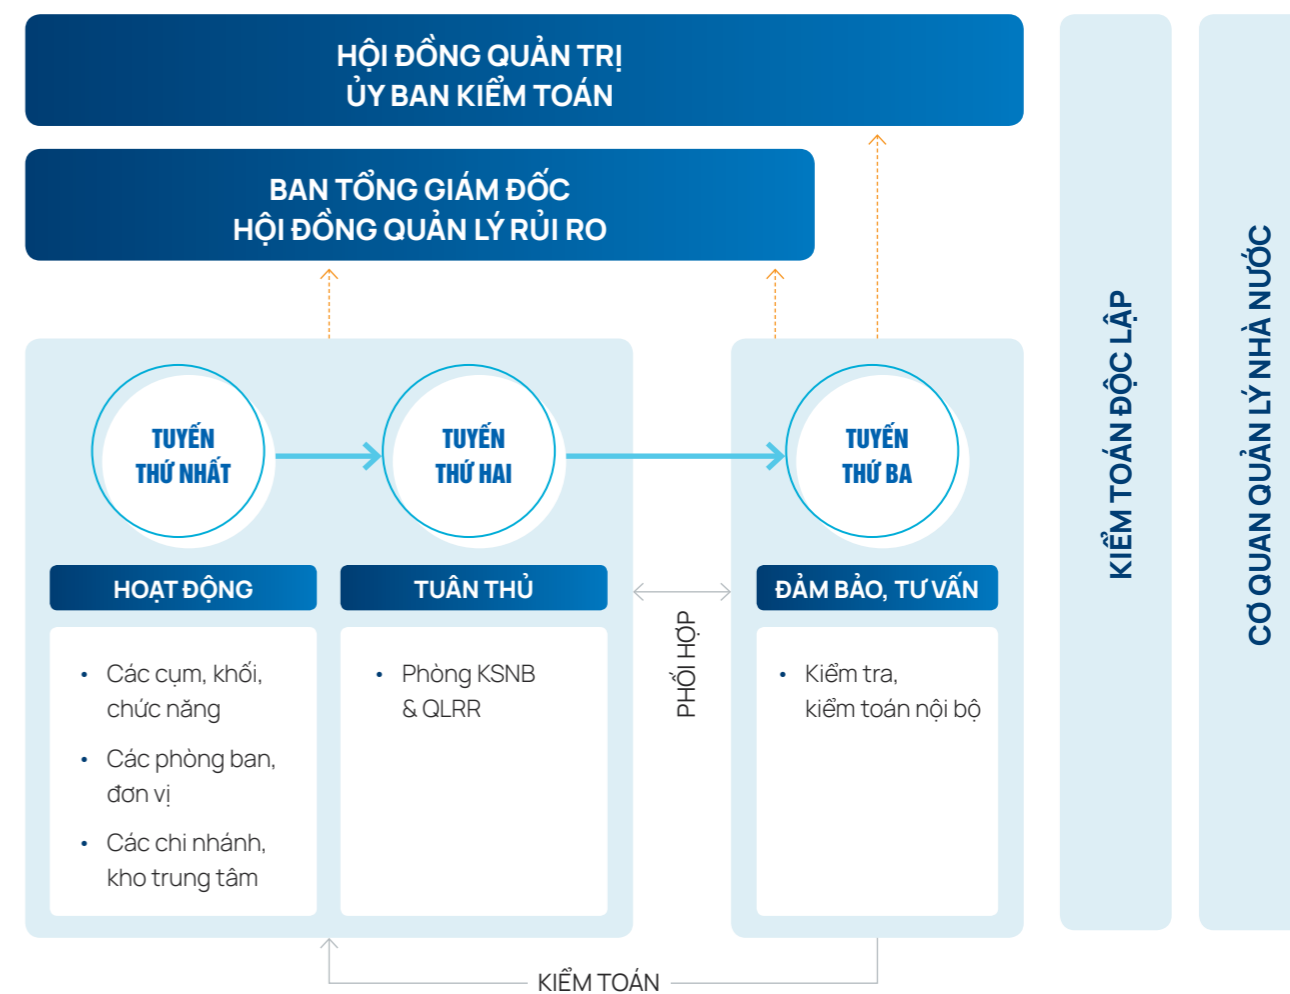 HỘI ĐỒNG QUẢN TRỊ
ỦY BAN KIỂM TOÁN
BAN TỔNG GIÁM ĐỐC
HỘI ĐỒNG QUẢN LÝ RỦI RO
TUYẾN
THỨ NHẤT
TUYẾN
THỨ HAI
TUYẾN
THỨ BA
HOẠT ĐỘNG
TUÂN THỦ
ĐẢM BẢO, TƯ VẤN
• Các cụm, khối,
chức năng
• Các phòng ban,
đơn vị
• Các chi nhánh,
kho trung tâm
• Phòng KSNB
& QLRR
PHỐI HỢP
• Kiểm tra,
kiểm toán nội bộ
KIỂM TOÁN
KIỂM TOÁN ĐỘC LẬP
CƠ QUAN QUẢN LÝ NHÀ NƯỚC